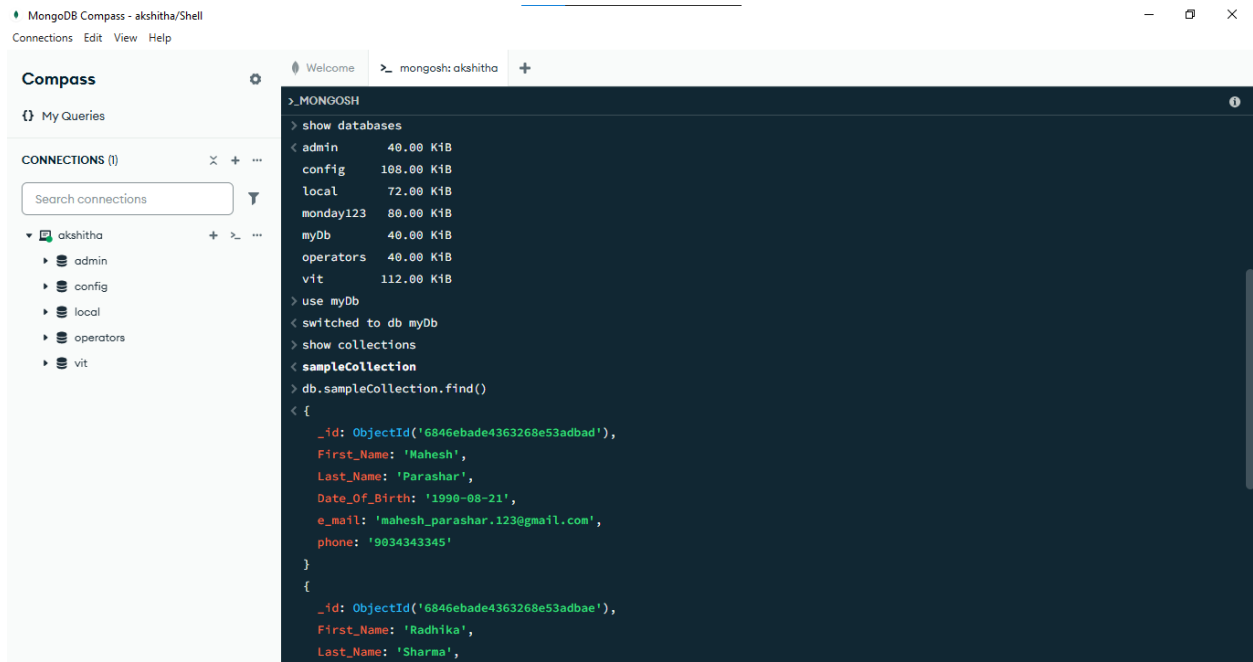 MongoDB Compass - akshitha/Shell
Connections Edit View Help
Compass
{} My Queries
CONNECTIONS (1)
Search connections
akshitha
admin
config
local
operators
vit
Welcome
>_ mongosh: akshitha
>_MONGOSH
> show databases
< admin 40.00 KiB
config 108.00 KiB
local 72.00 KiB
monday123 80.00 KiB
myDb 40.00 KiB
operators 40.00 KiB
vit 112.00 KiB
> use myDb
< switched to db myDb
> show collections
< sampleCollection
> db.sampleCollection.find()
< {
_id: ObjectId('6846ebade4363268e53adbad'),
First_Name: 'Mahesh',
Last_Name: 'Parashar',
Date_Of_Birth: '1990-08-21',
e_mail: 'mahesh_parashar.123@gmail.com',
phone: '9034343345'
}
{
_id: ObjectId('6846ebade4363268e53adbae'),
First_Name: 'Radhika',
Last_Name: 'Sharma',